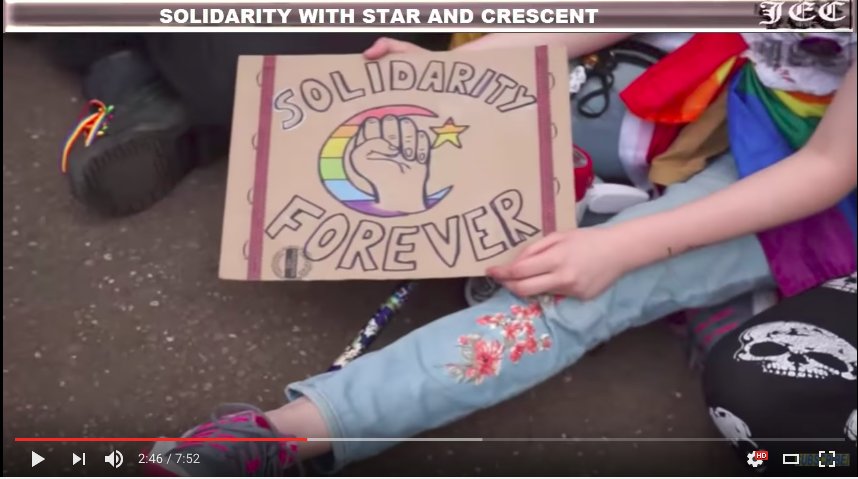 SOLIDARITY WITH STAR AND CRESCENT
JEC
SOLIDARITY
FOREVER
2:46 / 7:52
HD